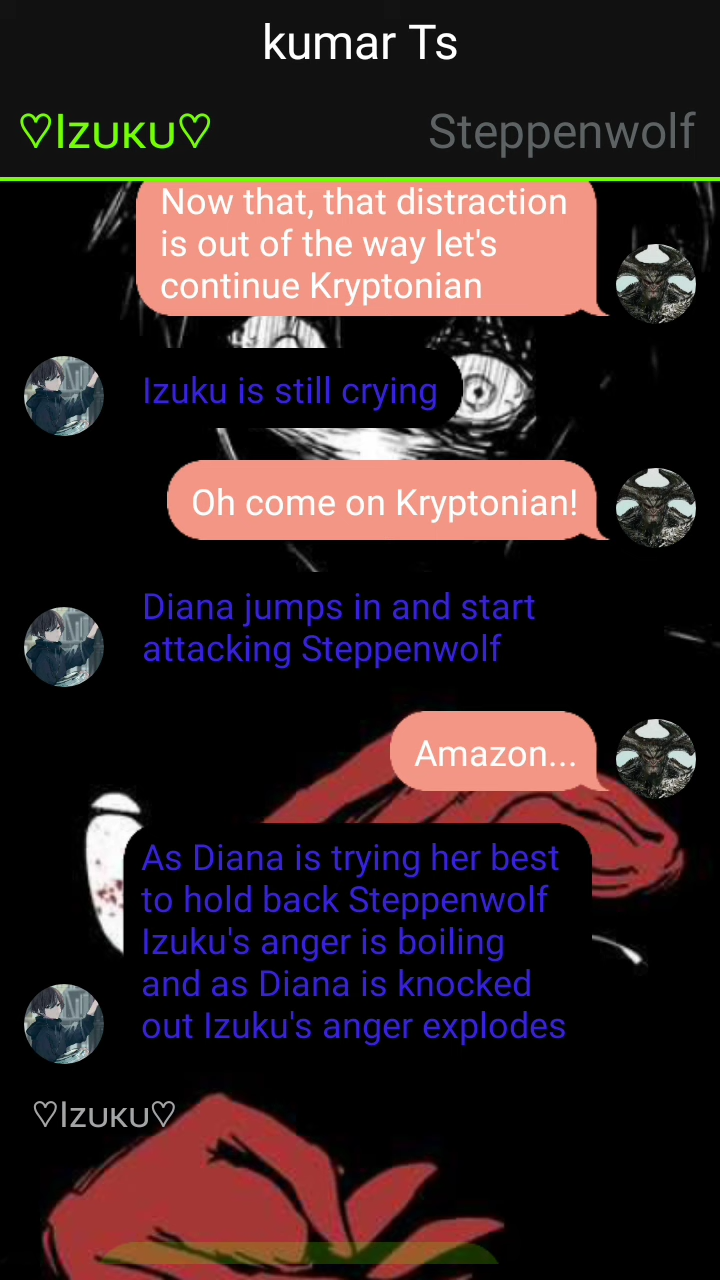 kumar Ts
♡Izuku♡ Steppenwolf
Now that, that distraction
is out of the way let's
continue Kryptonian
Izuku is still crying
Oh come on Kryptonian!
Diana jumps in and start
attacking Steppenwolf
Amazon...
As Diana is trying her best
to hold back Steppenwolf
Izuku's anger is boiling
and as Diana is knocked
out Izuku's anger explodes
♡Izuku♡